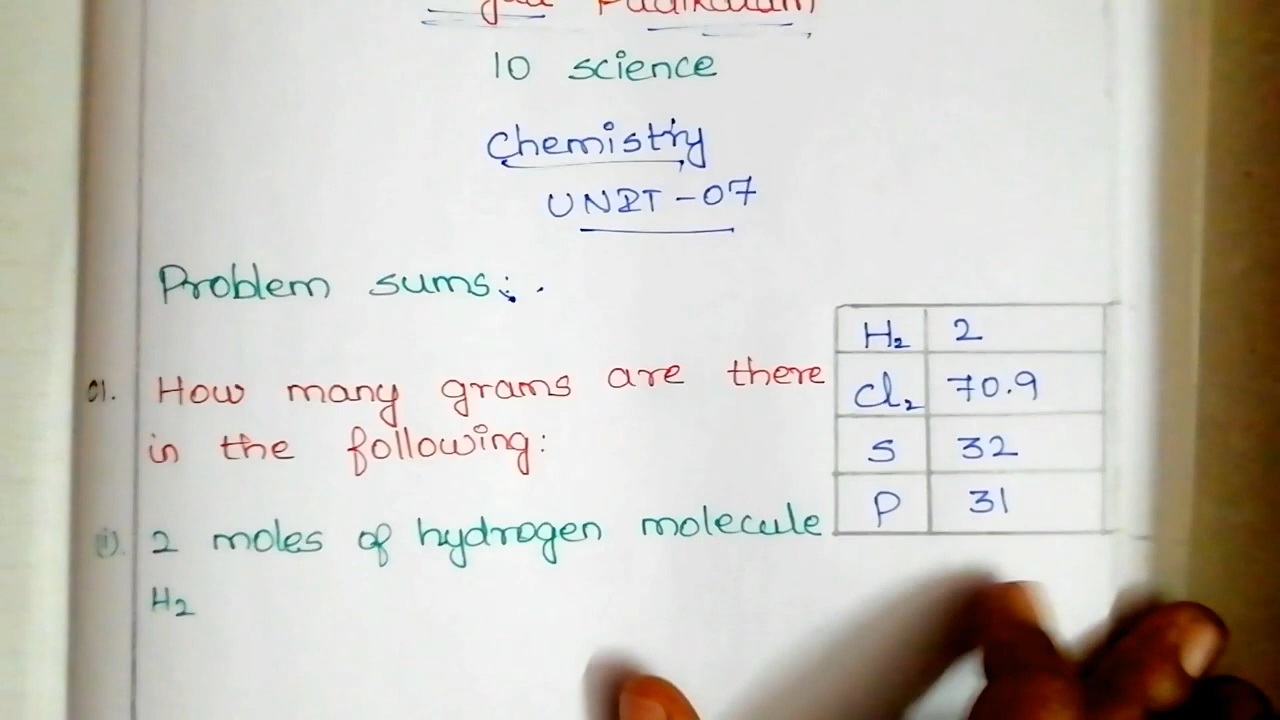 10 science
Chemistry
UNIT-07
Problem sums:.
01. How many grams are there
in the following:
(i). 2 moles of hydrogen molecule
H₂
H₂ 2
Cl₂ 70.9
S 32
P 31